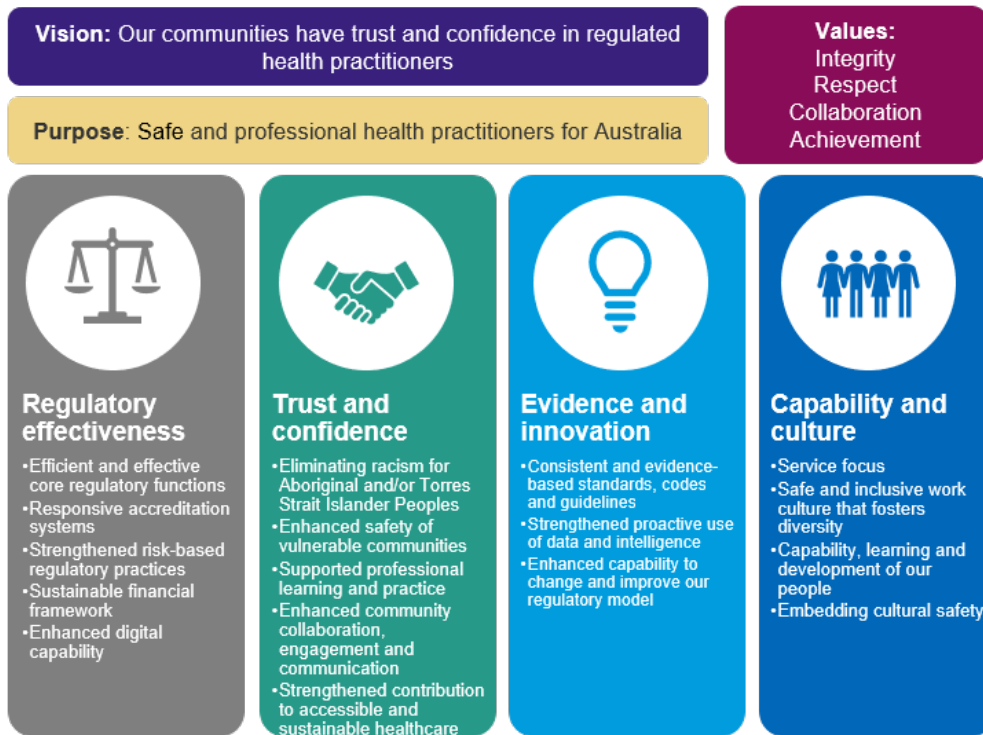 Vision: Our communities have trust and confidence in regulated
health practitioners
Values:
Integrity
Respect
Collaboration
Achievement
Purpose: Safe and professional health practitioners for Australia
Regulatory
effectiveness
•Efficient and effective
core regulatory functions
•Responsive accreditation
systems
•Strengthened risk-based
regulatory practices
•Sustainable financial
framework
•Enhanced digital
capability
Trust and
confidence
•Eliminating racism for
Aboriginal and/or Torres
Strait Islander Peoples
•Enhanced safety of
vulnerable communities
•Supported professional
learning and practice
•Enhanced community
collaboration,
engagement and
communication
•Strengthened contribution
to accessible and
sustainable healthcare
Evidence and
innovation
•Consistent and evidence-
based standards, codes
and guidelines
•Strengthened proactive use
of data and intelligence
•Enhanced capability to
change and improve our
regulatory model
Capability and
culture
•Service focus
•Safe and inclusive work
culture that fosters
diversity
•Capability, learning and
development of our
people
•Embedding cultural safety